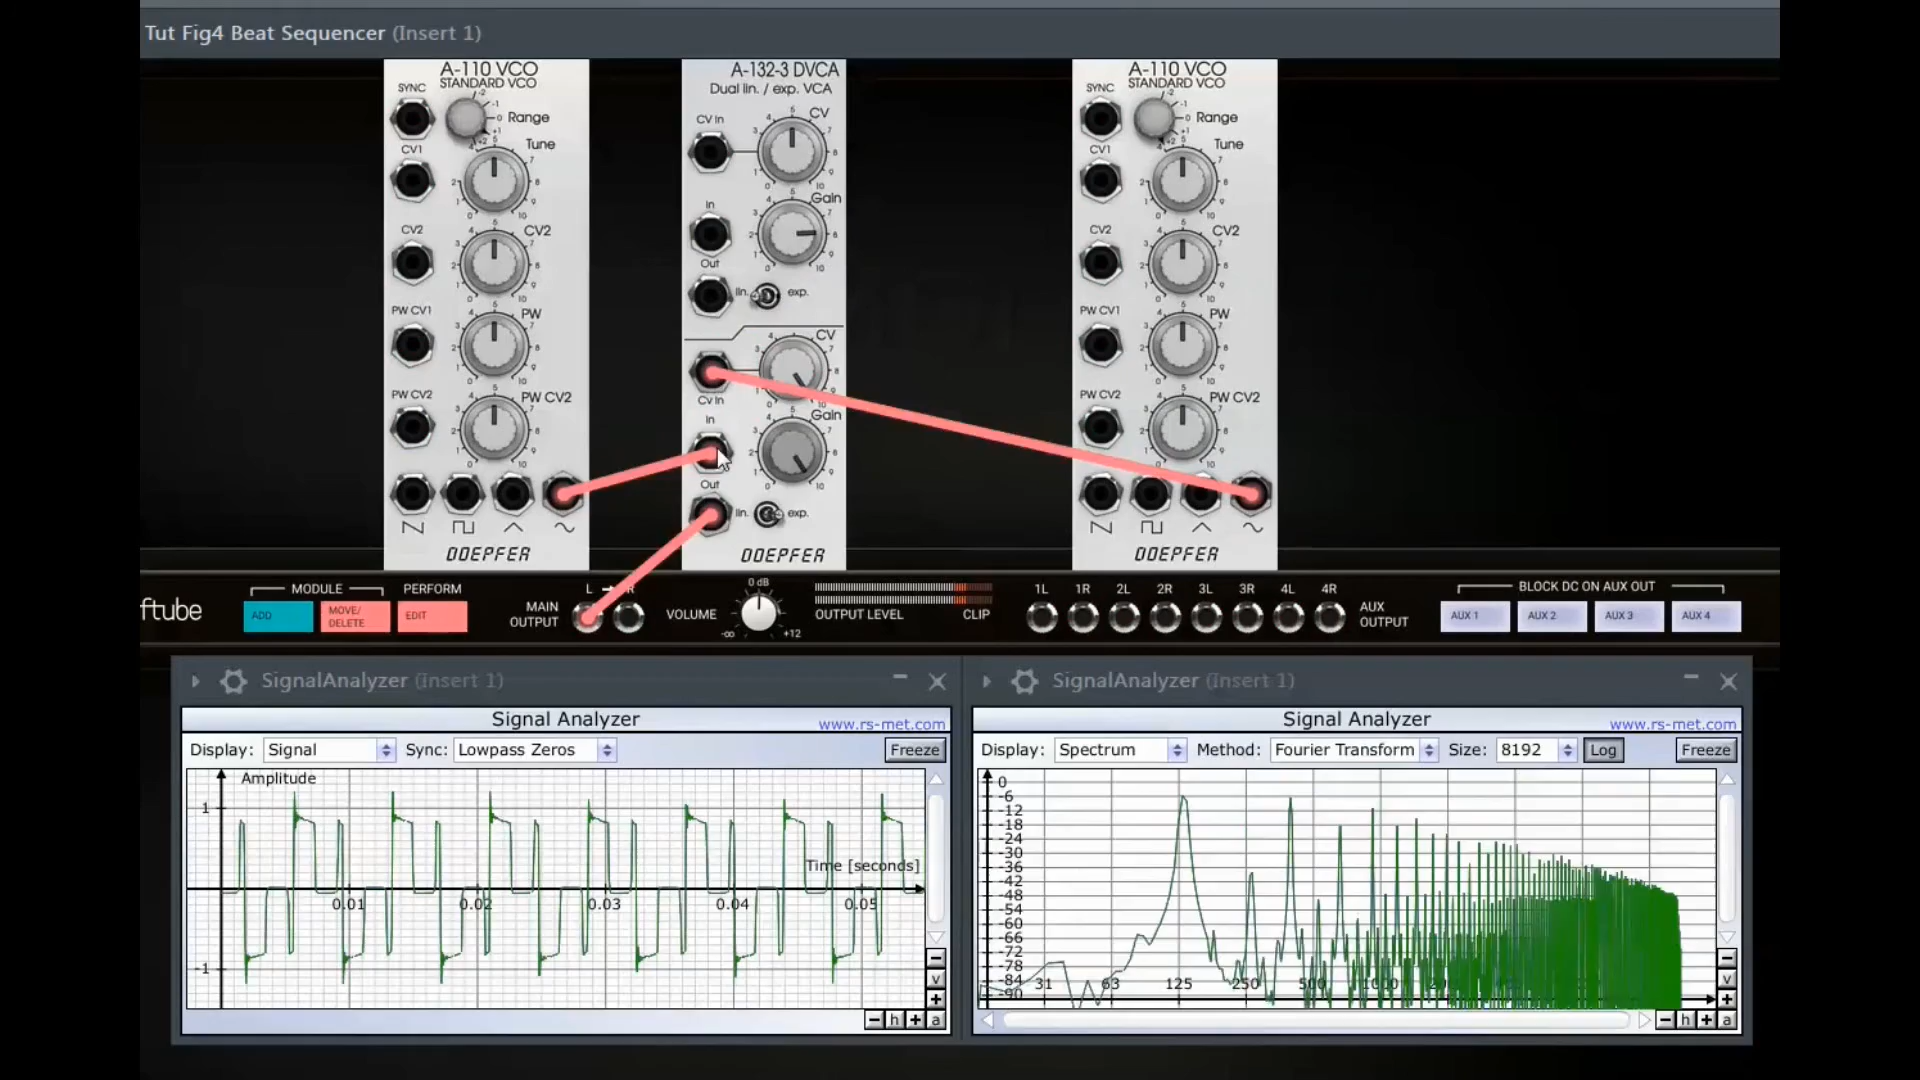 Tut Fig4 Beat Sequencer (Insert 1)
A-110 VCO
STANDARD VCO
SYNC
Range
Tune
CV1
CV2
CV2
PW CV1
PW
PW CV2
PW CV2
DOEPFER
A-132-3 DVCA
Dual lin. / exp. VCA
CV In
CV
In
Gain
Out
lin.
exp.
CV
Cv In
In
Gain
Out
lin.
exp.
DOEPFER
A-110 VCO
STANDARD VCO
SYNC
Range
Tune
CV1
CV2
CV2
PW CV1
PW
PW CV2
PW CV2
DOEPFER
ftube
MODULE
PERFORM
ADD
MOVE/
DELETE
EDIT
MAIN
OUTPUT
L
R
VOLUME
0 dB
-∞
+12
OUTPUT LEVEL
CLIP
1L 1R 2L 2R 3L 3R 4L 4R
AUX
OUTPUT
BLOCK DC ON AUX OUT
AUX 1
AUX 2
AUX 3
AUX 4
SignalAnalyzer (Insert 1)
Signal Analyzer
www.rs-met.com
Display: Signal Sync: Lowpass Zeros Freeze
Amplitude
1
Time [seconds]
0.01 0.02 0.03 0.04 0.05
-1
v
+
− h + a
SignalAnalyzer (Insert 1)
Signal Analyzer
www.rs-met.com
Display: Spectrum Method: Fourier Transform Size: 8192 Log Freeze
0
-6
-12
-18
-24
-30
-36
-42
-48
-54
-60
-66
-72
-78
-84
-90
31 63 125 250 500 1000
v
+
− h + a